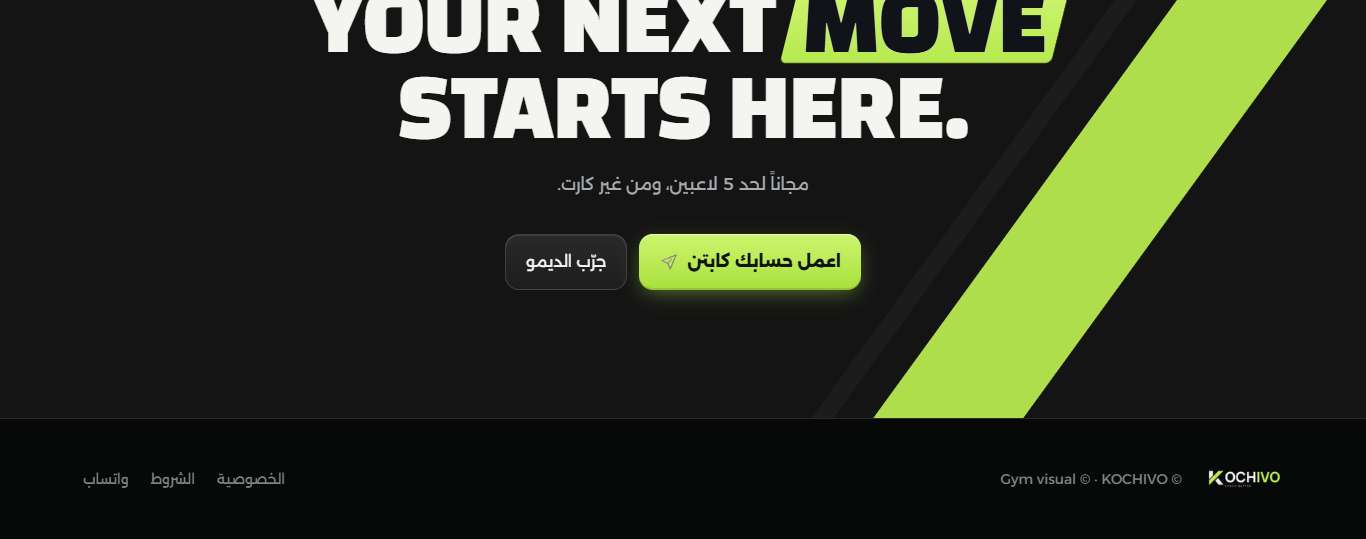 YOUR NEXT MOVE
STARTS HERE.
مجاناً لحد 5 لاعبين، ومن غير كارت.
اعمل حسابك كابتن
جرّب الديمو
KOCHIVO
© Gym visual © · KOCHIVO
الخصوصية
الشروط
واتساب